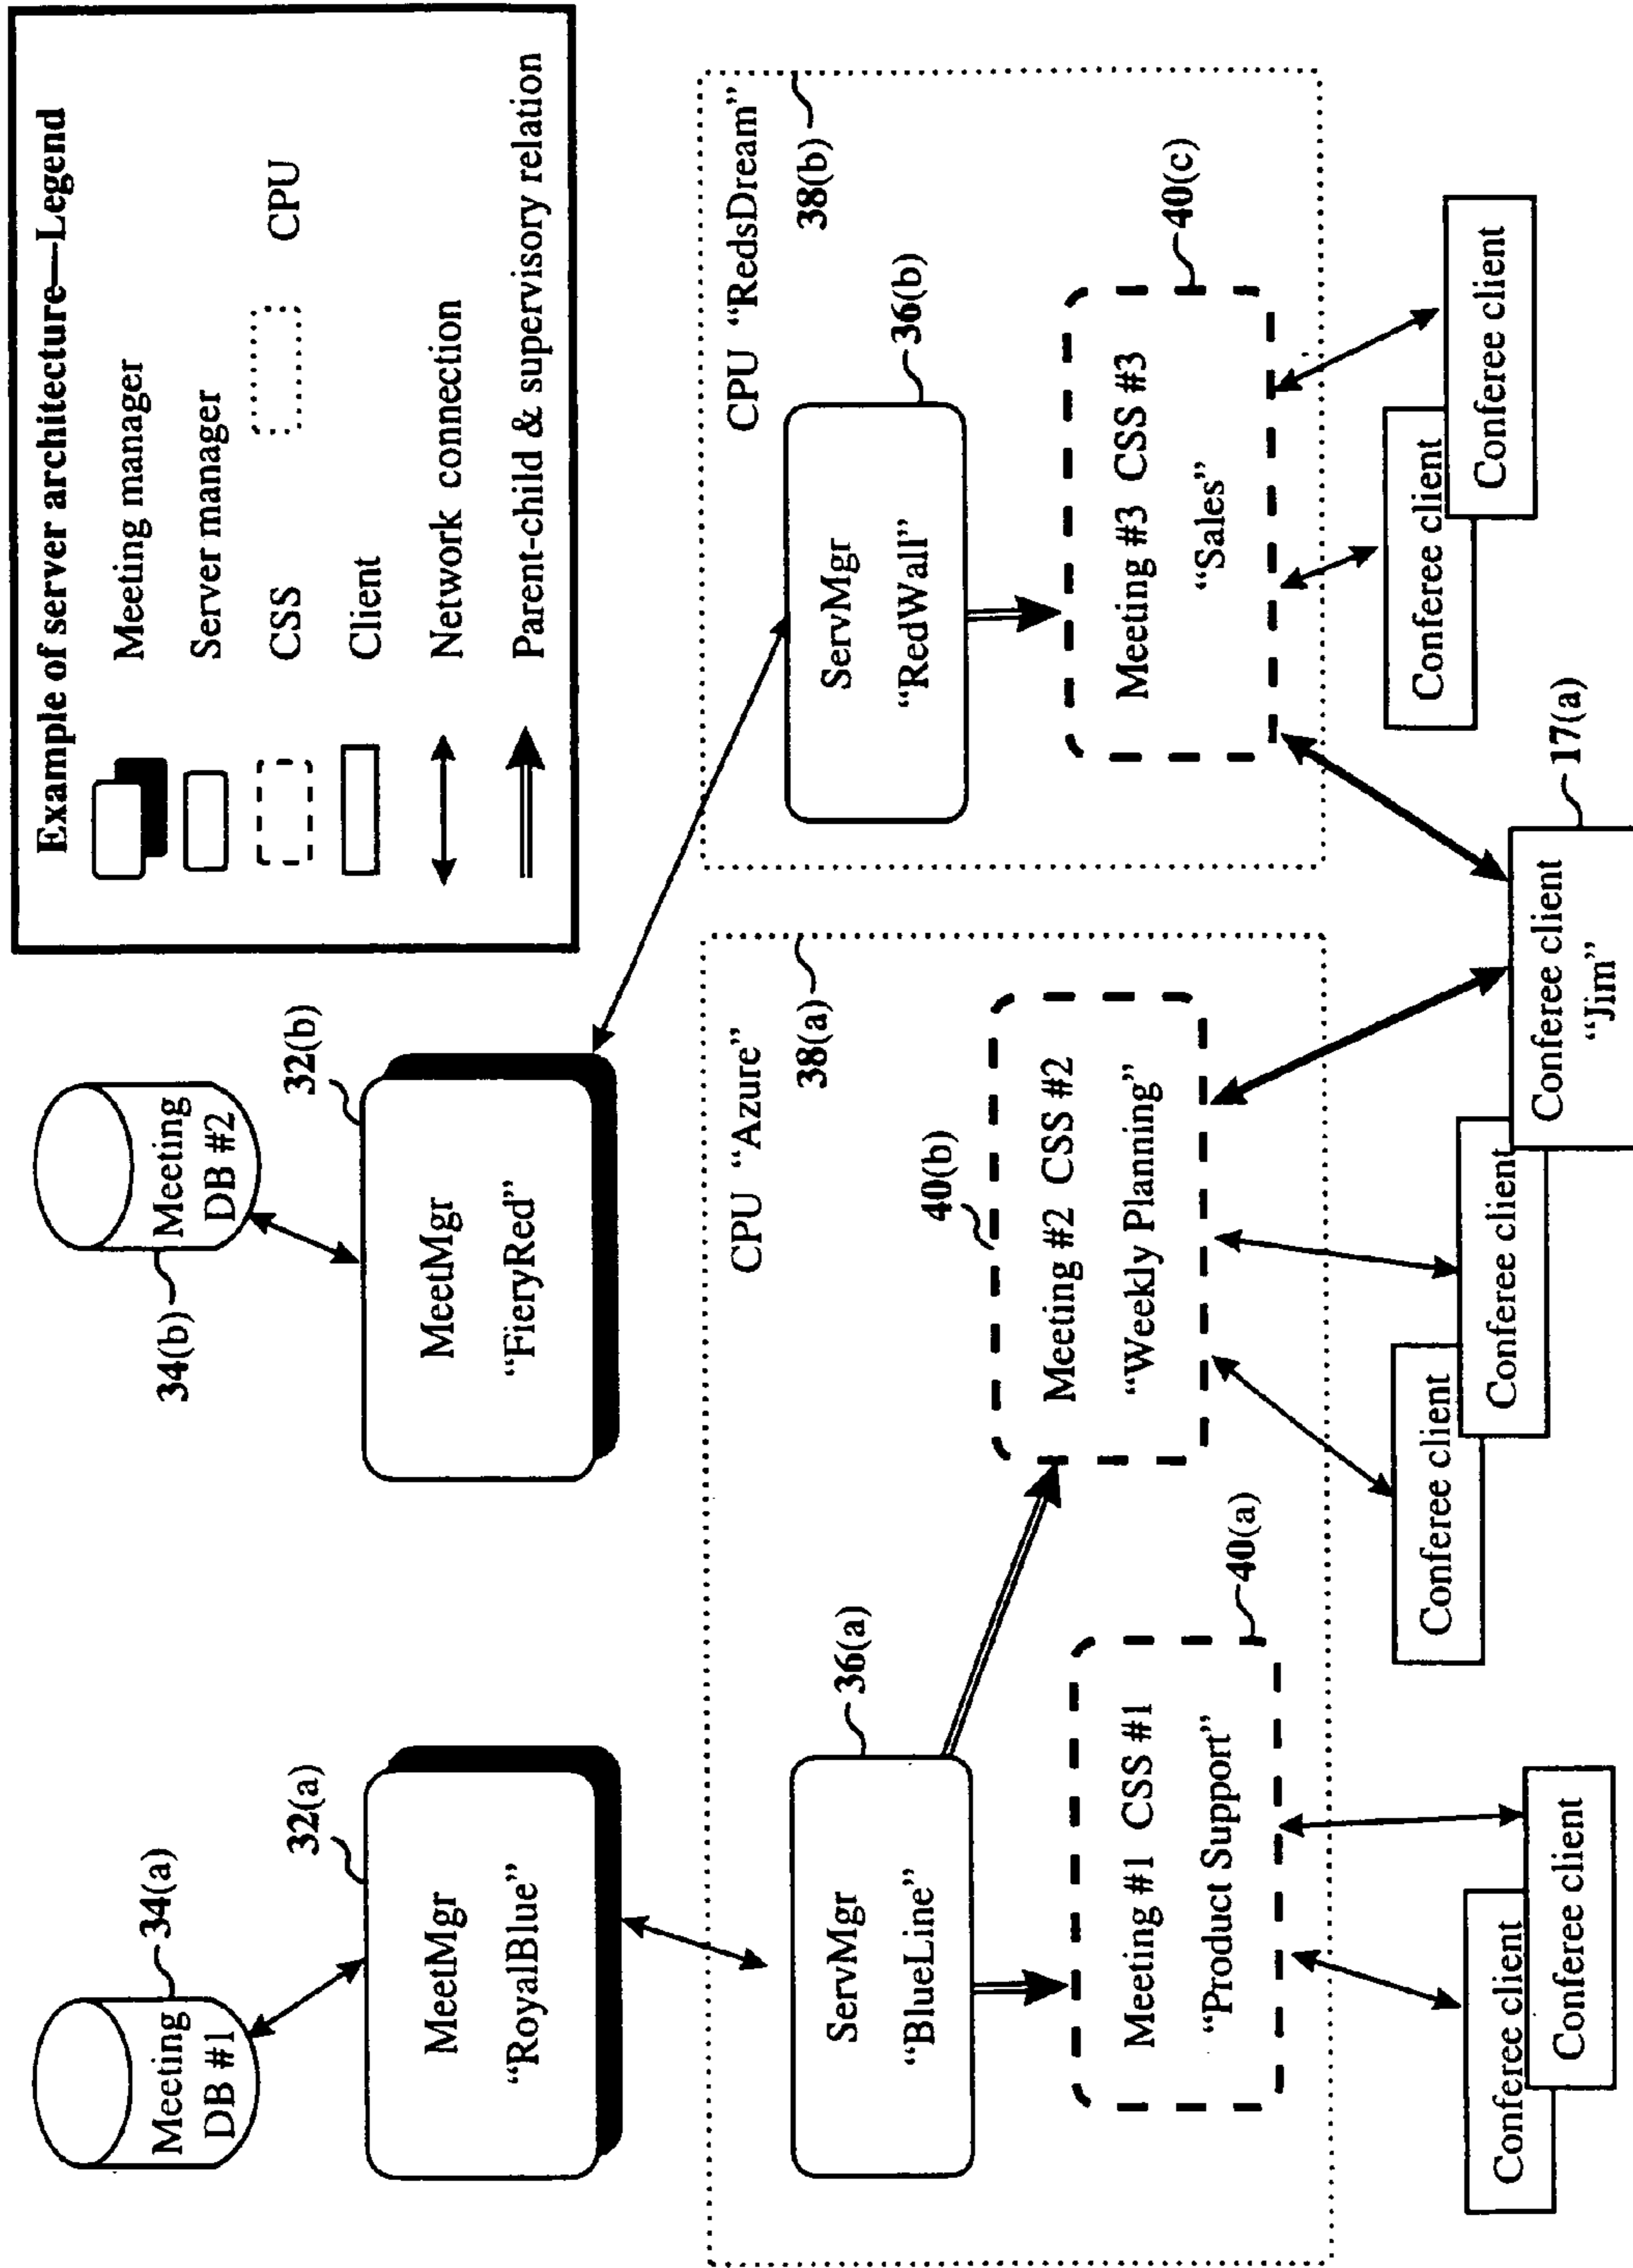 Example of server architecture—Legend
Meeting manager
Server manager
CSS
CPU
Client
Network connection
Parent-child & supervisory relation
34(a)
Meeting
DB #1
32(a)
MeetMgr
“RoyalBlue”
34(b)
Meeting
DB #2
32(b)
MeetMgr
“FieryRed”
CPU “Azure”
38(a)
ServMgr
“BlueLine”
36(a)
40(b)
Meeting #2 CSS #2
“Weekly Planning”
Meeting #1 CSS #1
“Product Support”
40(a)
CPU “RedsDream”
38(b)
ServMgr
“RedWall”
36(b)
Meeting #3 CSS #3
“Sales”
40(c)
Conferee client
Conferee client
Conferee client
Conferee client
Conferee client
“Jim”
17(a)
Conferee client
Conferee client